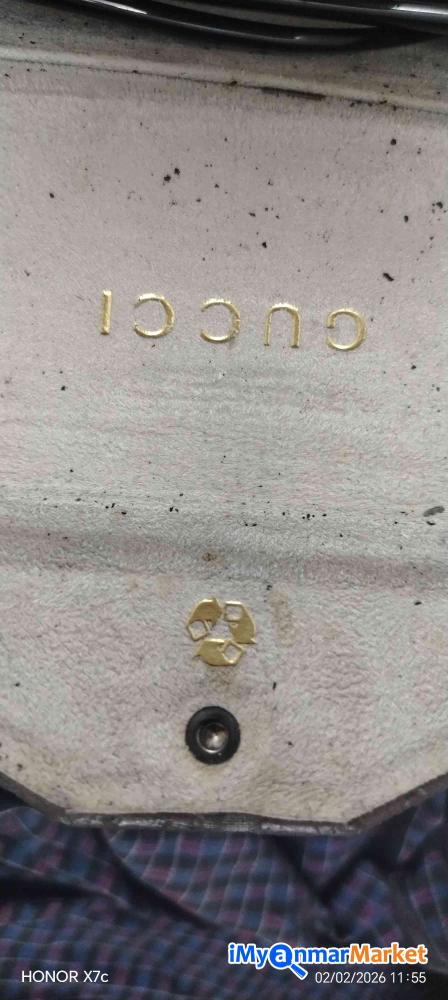 GUCCI
HONOR X7c
iMyAnmarMarket
02/02/2026 11:55